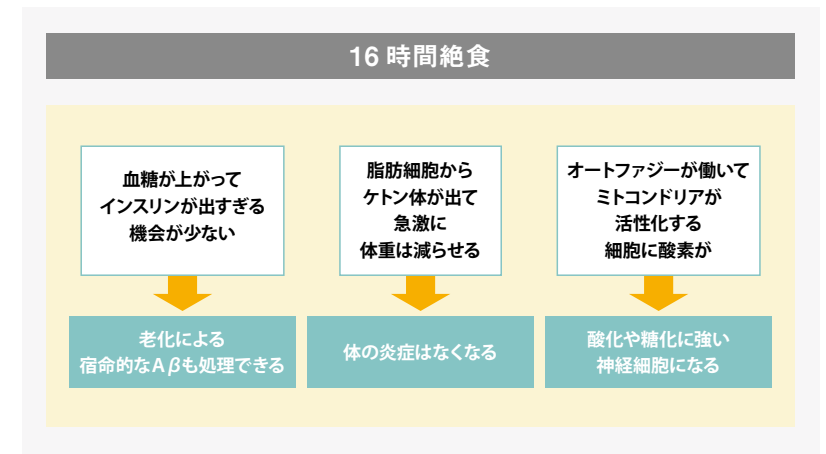 16時間絶食
血糖が上がって
インスリンが出すぎる
機会が少ない
老化による
宿命的なAβも処理できる
脂肪細胞から
ケトン体が出て
急激に
体重は減らせる
体の炎症はなくなる
オートファジーが働いて
ミトコンドリアが
活性化する
細胞に酸素が
酸化や糖化に強い
神経細胞になる